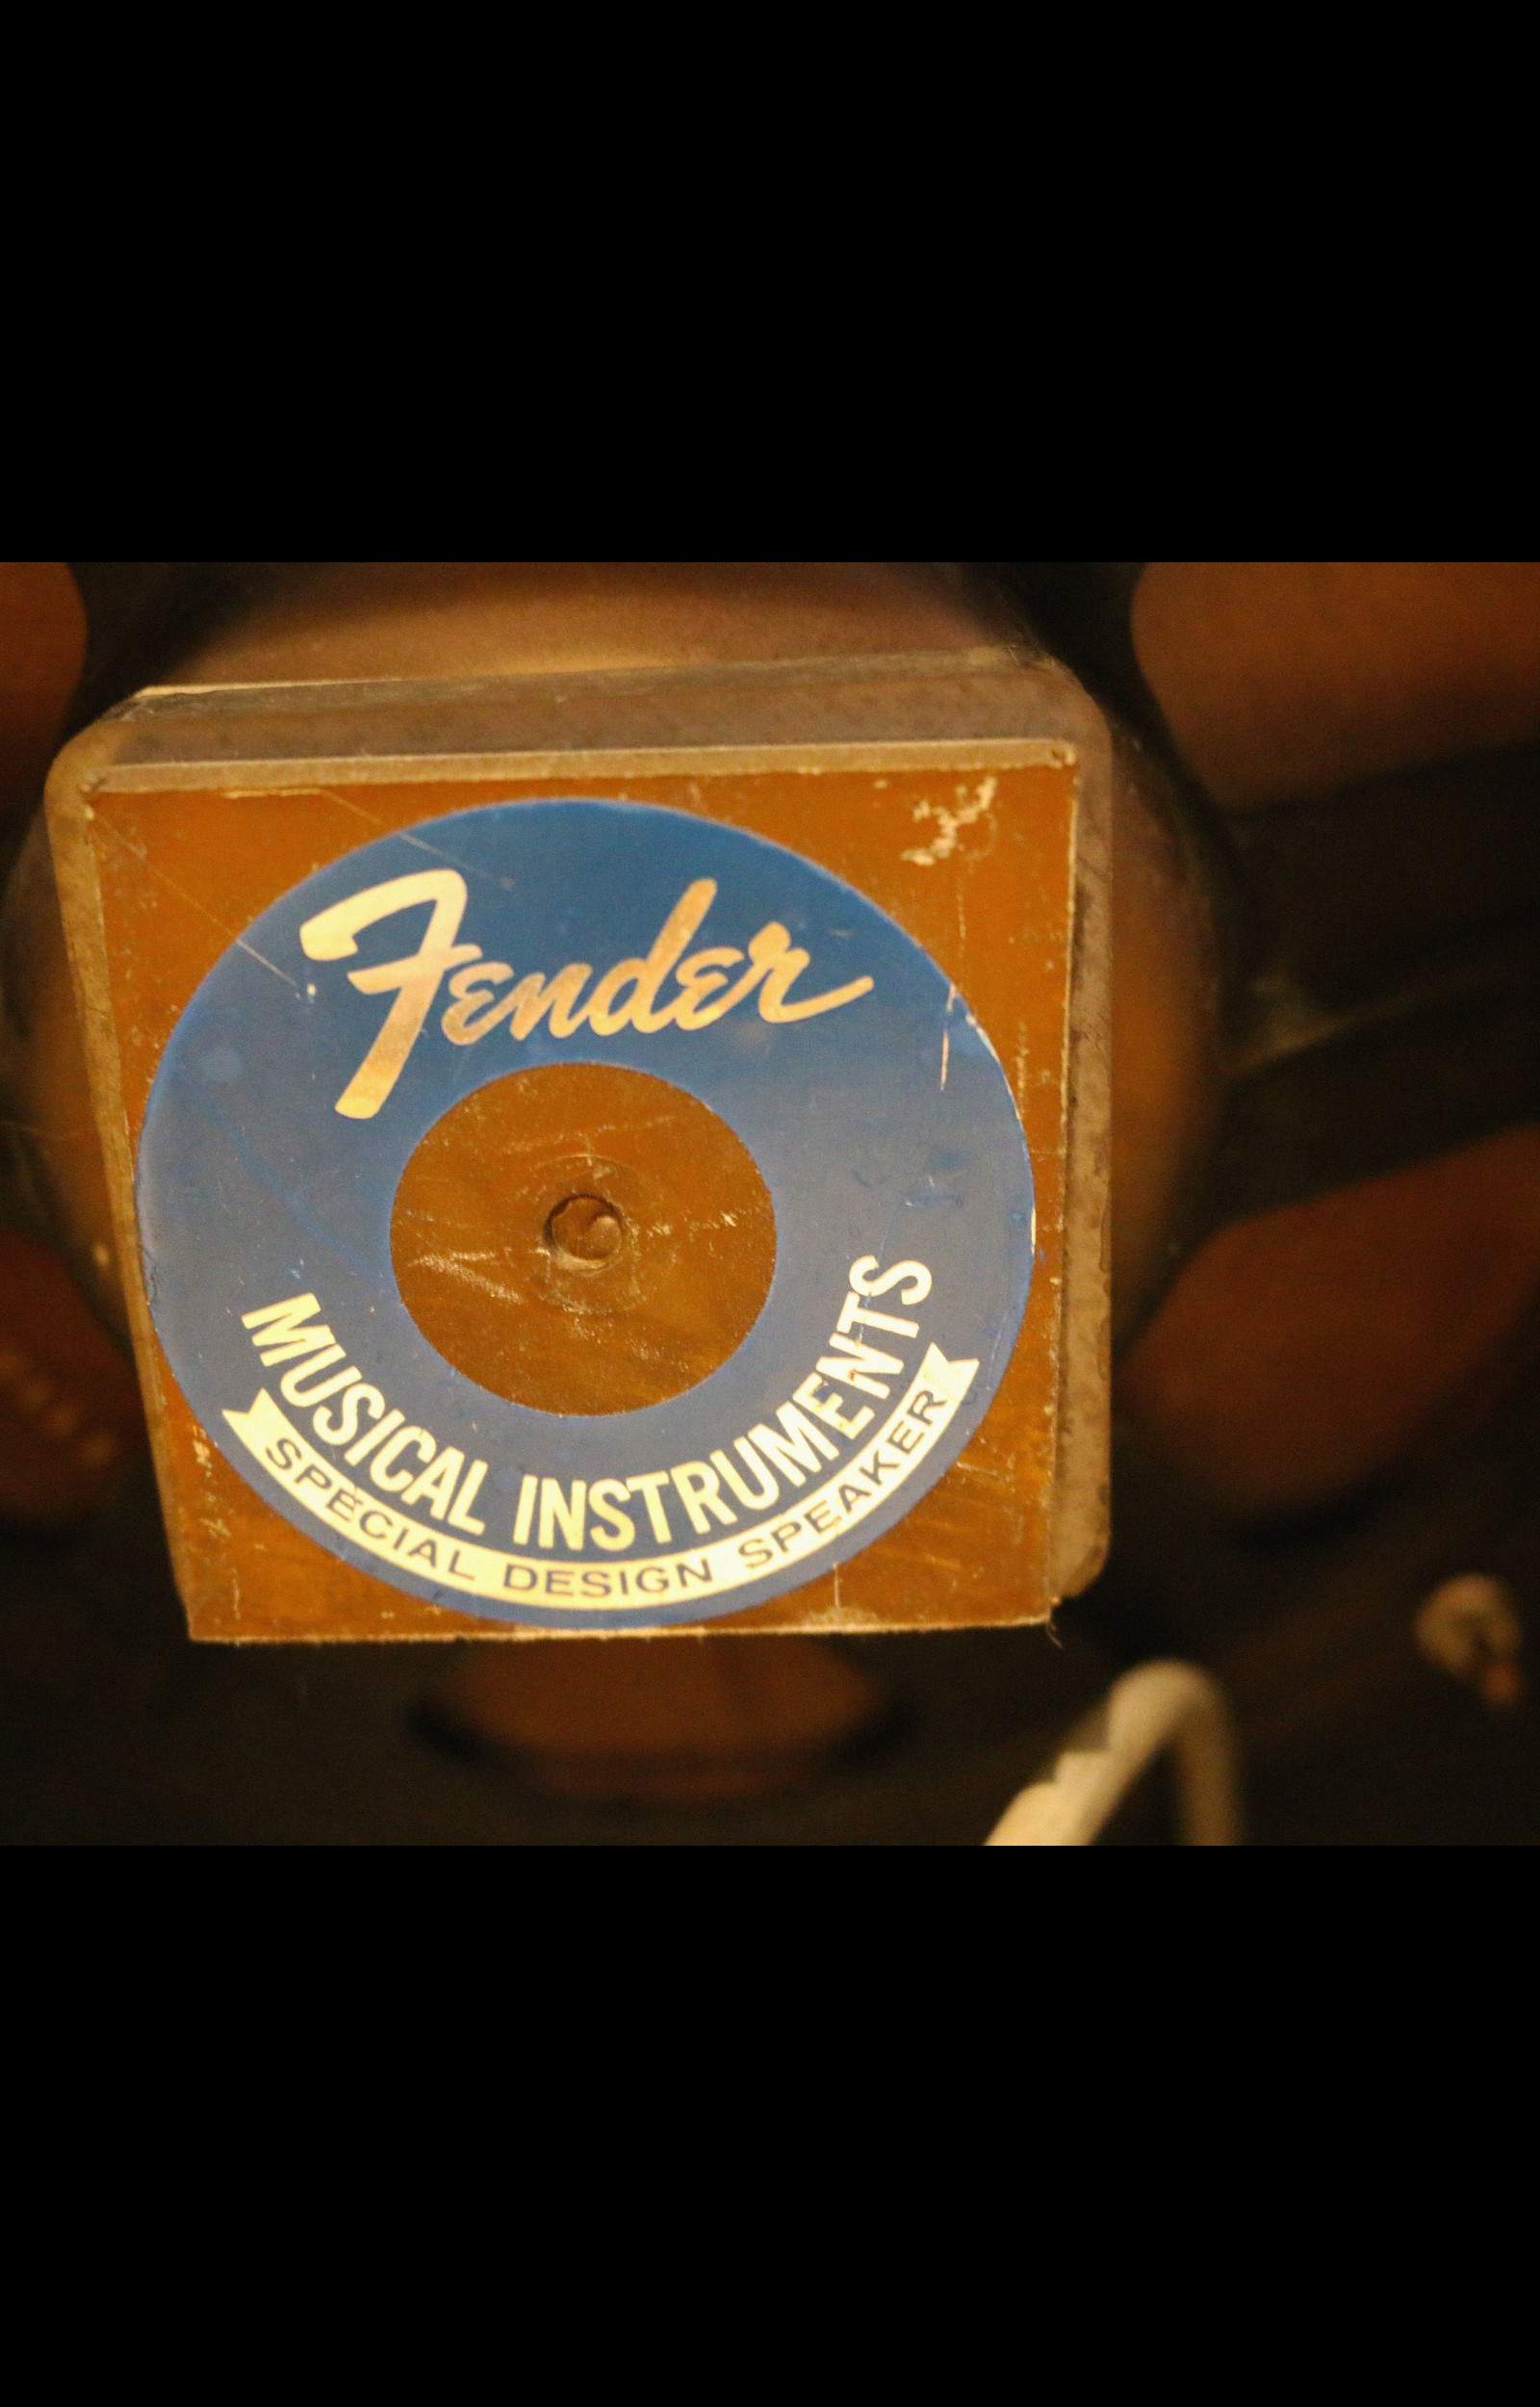 Fender
MUSICAL INSTRUMENTS
SPECIAL DESIGN SPEAKER